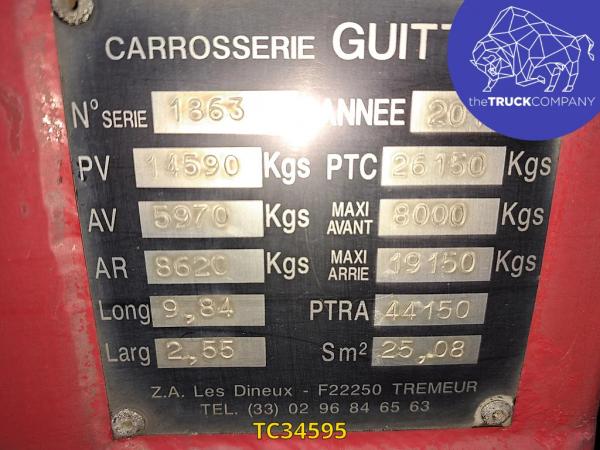 CARROSSERIE
theTRUCKCOMPANY
N° SERIE 1863 ANNEE
PV 14590 Kgs PTC 26150 Kgs
AV 5970 Kgs MAXI AVANT 8000 Kgs
AR 8620 Kgs MAXI ARRIE 19150 Kgs
Long 9,84 PTRA 44150
Larg 2,55 Sm² 25,08
Z.A. Les Dineux - F22250 TREMEUR
TEL. (33) 02 96 84 65 63
TC34595